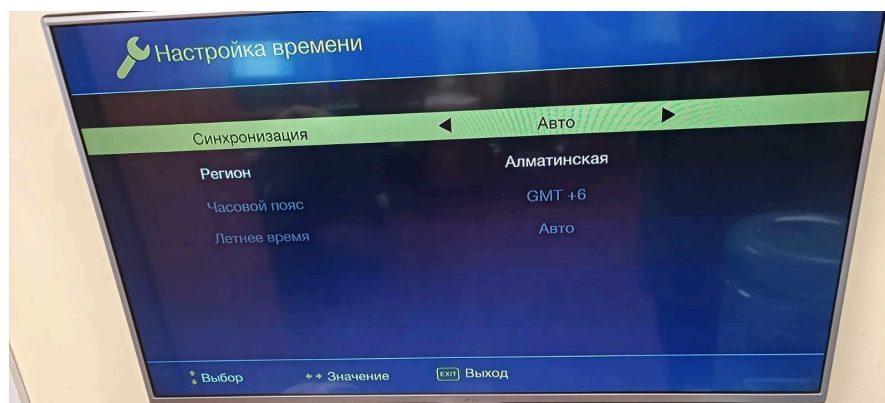 Настройка времени
Синхронизация Авто
Регион Алматинская
Часовой пояс GMT +6
Летнее время Авто
Выбор Значение EXIT Выход